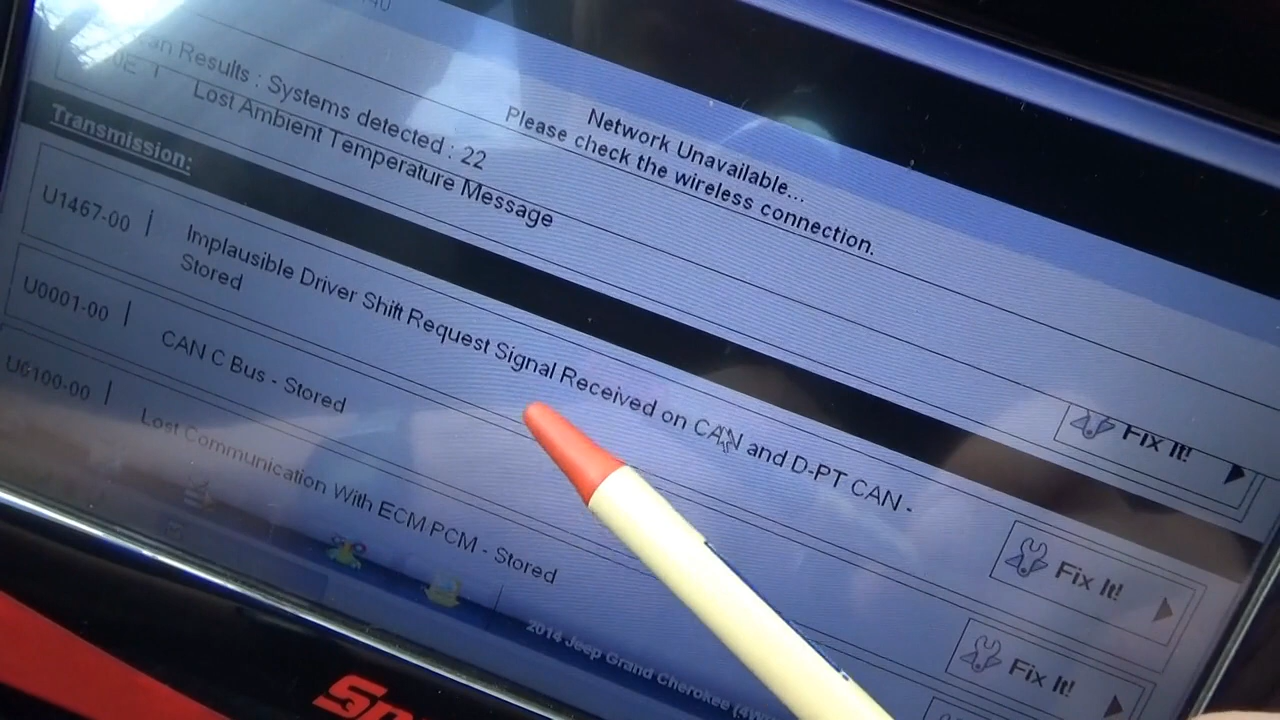 Network Unavailable...
Please check the wireless connection.
Results : Systems detected : 22
Lost Ambient Temperature Message
Fix It!
Transmission:
U1467-00 | Implausible Driver Shift Request Signal Received on CAN and D-PT CAN -
Stored
Fix It!
U0001-00 | CAN C Bus - Stored
Fix It!
U0100-00 | Lost Communication With ECM PCM - Stored
2014 Jeep Grand Cherokee